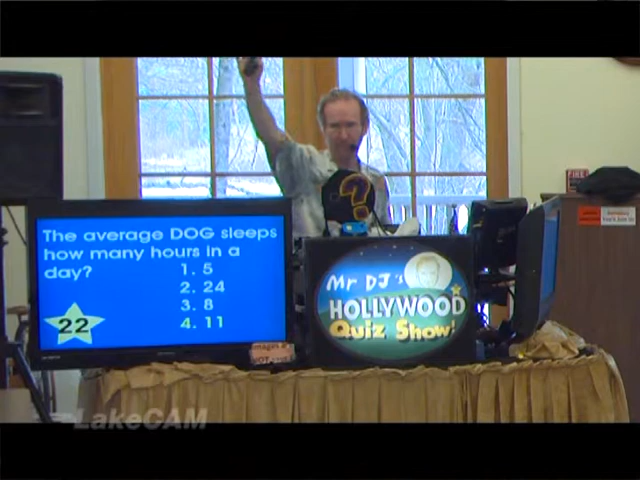 The average DOG sleeps
how many hours in a
day?
1. 5
2. 24
3. 8
4. 11
22
?
Mr DJ's
HOLLYWOOD
Quiz Show!
FIRE
LakeCAM